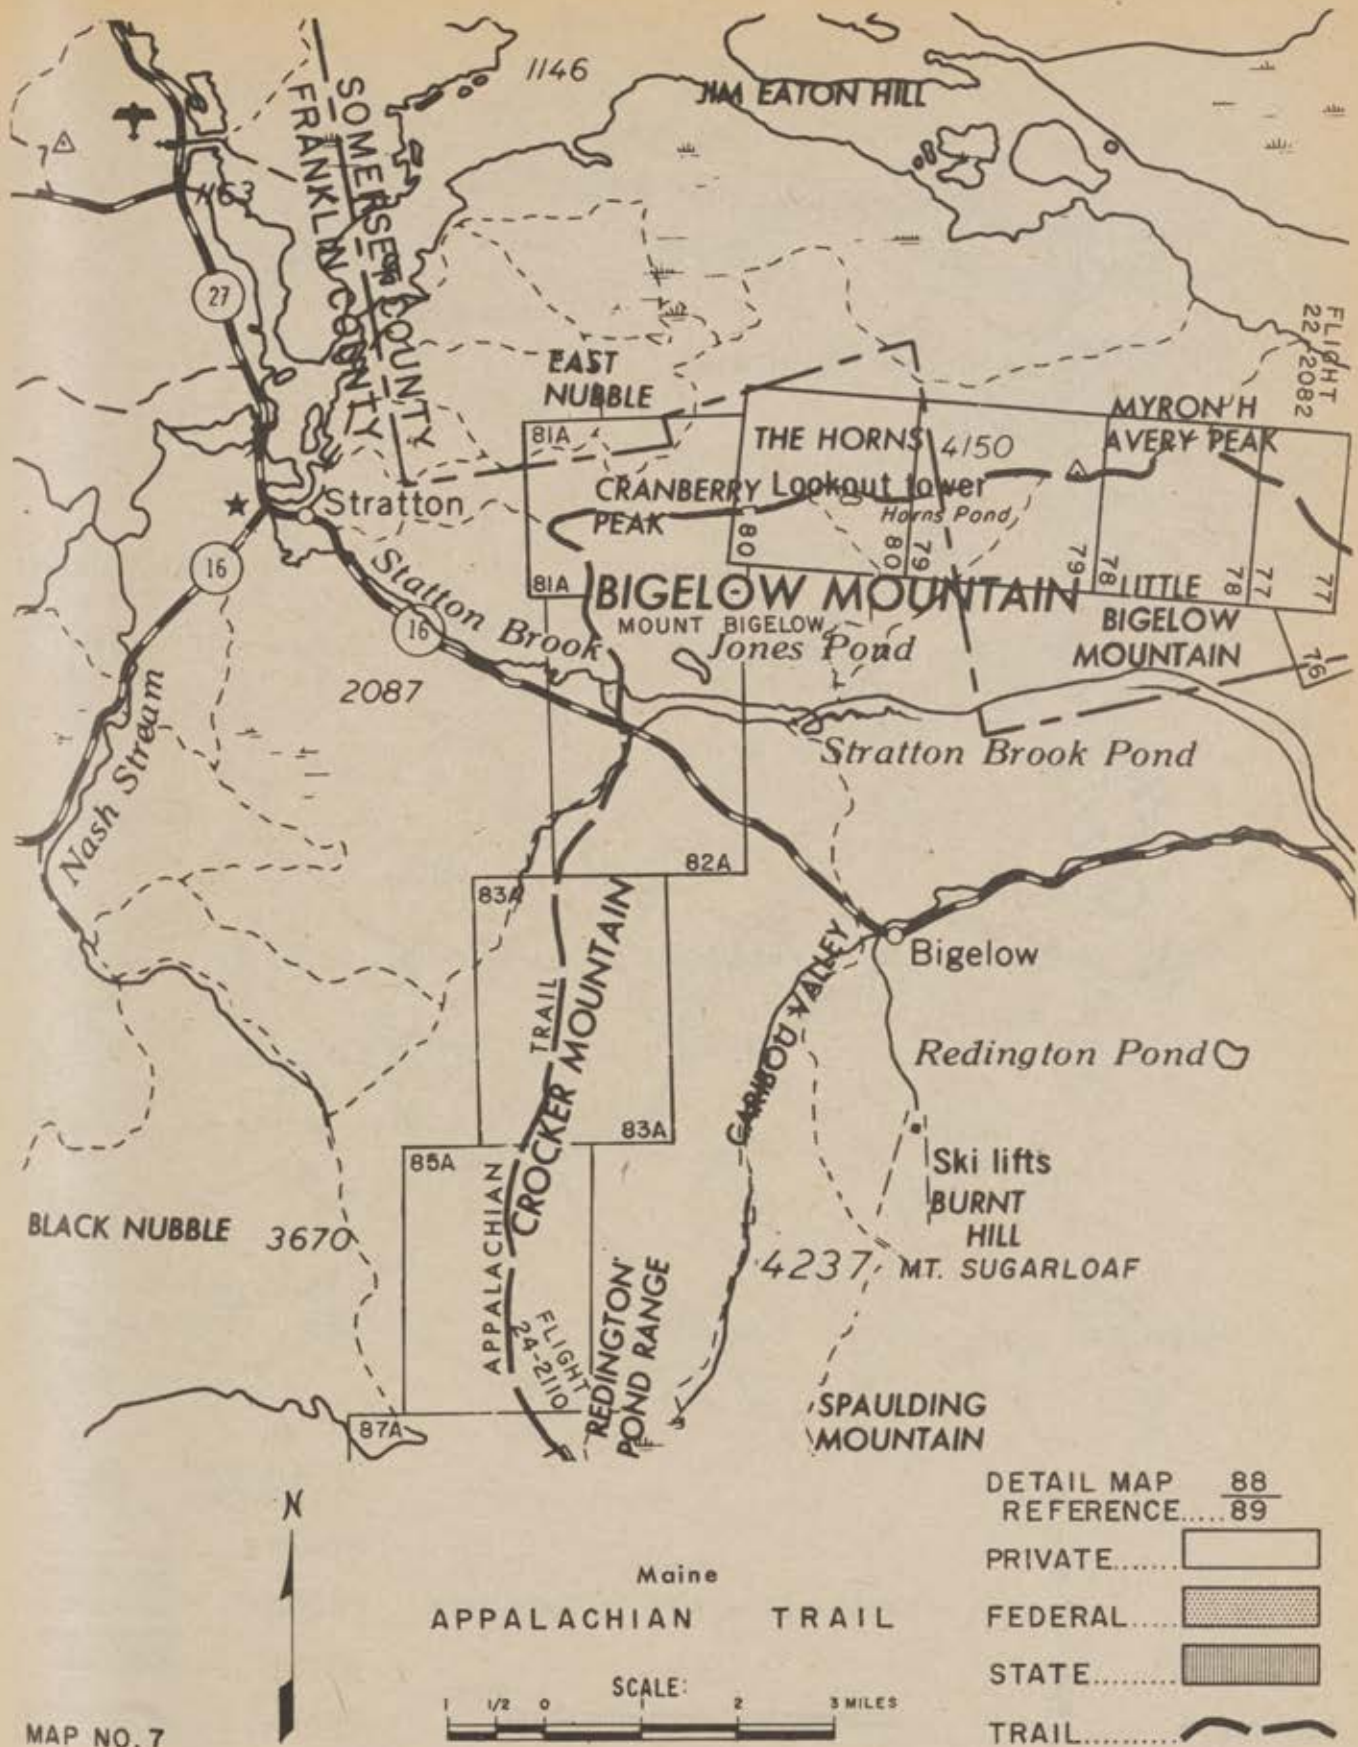 1146
JIM EATON HILL
SOMERSET COUNTY
FRANKLIN COUNTY
7
1163
27
FLIGHT
22-2082
EAST
NUBBLE
MYRON H
AVERY PEAK
81A
THE HORNS
4150
CRANBERRY
PEAK
Lookout tower
Horns Pond
Stratton
80
80
79
79
78
78
77
77
76
16
81A
BIGELOW MOUNTAIN
LITTLE
BIGELOW
MOUNTAIN
Statton Brook
16
MOUNT BIGELOW
Jones Pond
2087
Nash Stream
Stratton Brook Pond
82A
83A
Bigelow
CARIBOU VALLEY
TRAIL
CROCKER MOUNTAIN
Redington Pond
83A
85A
Ski lifts
BURNT
HILL
BLACK NUBBLE
3670
APPALACHIAN
4237
MT. SUGARLOAF
FLIGHT
24-2110
REDINGTON
POND RANGE
SPAULDING
MOUNTAIN
87A
DETAIL MAP 88
REFERENCE..... 89
N
PRIVATE.......
Maine
APPALACHIAN TRAIL
FEDERAL.....
STATE.........
SCALE:
1 1/2 0 1 2 3 MILES
MAP NO. 7
TRAIL..........